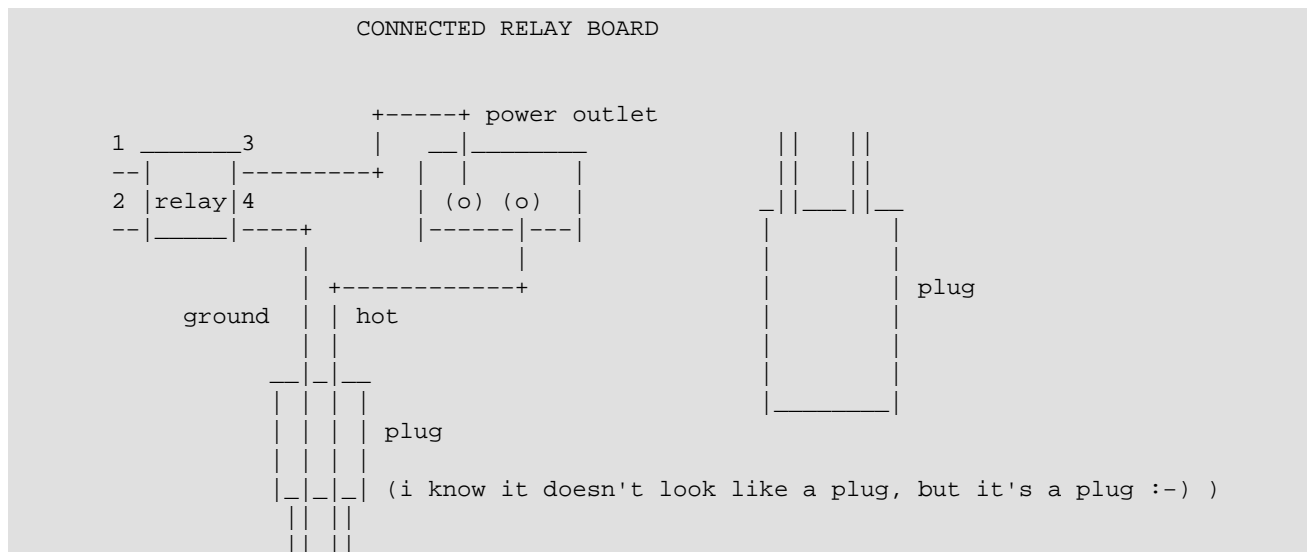 CONNECTED RELAY BOARD
power outlet
1 3
2 relay 4
(o) (o)
plug
ground hot
plug
(i know it doesn't look like a plug, but it's a plug :-) )